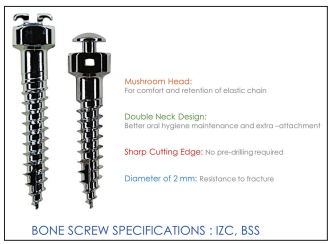 Mushroom Head:
For comfort and retention of elastic chain
Double Neck Design:
Better oral hygiene maintenance and extra –attachment
Sharp Cutting Edge: No pre-drilling required
Diameter of 2 mm: Resistance to fracture
BONE SCREW SPECIFICATIONS : IZC, BSS